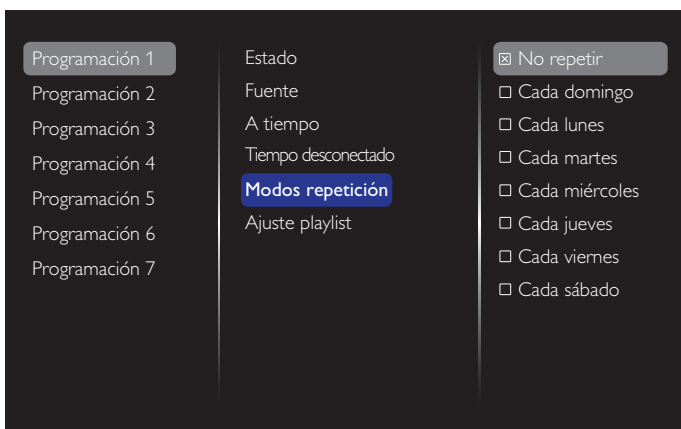 Programación 1
Programación 2
Programación 3
Programación 4
Programación 5
Programación 6
Programación 7
Estado
Fuente
A tiempo
Tiempo desconectado
Modos repetición
Ajuste playlist
☒ No repetir
☐ Cada domingo
☐ Cada lunes
☐ Cada martes
☐ Cada miércoles
☐ Cada jueves
☐ Cada viernes
☐ Cada sábado